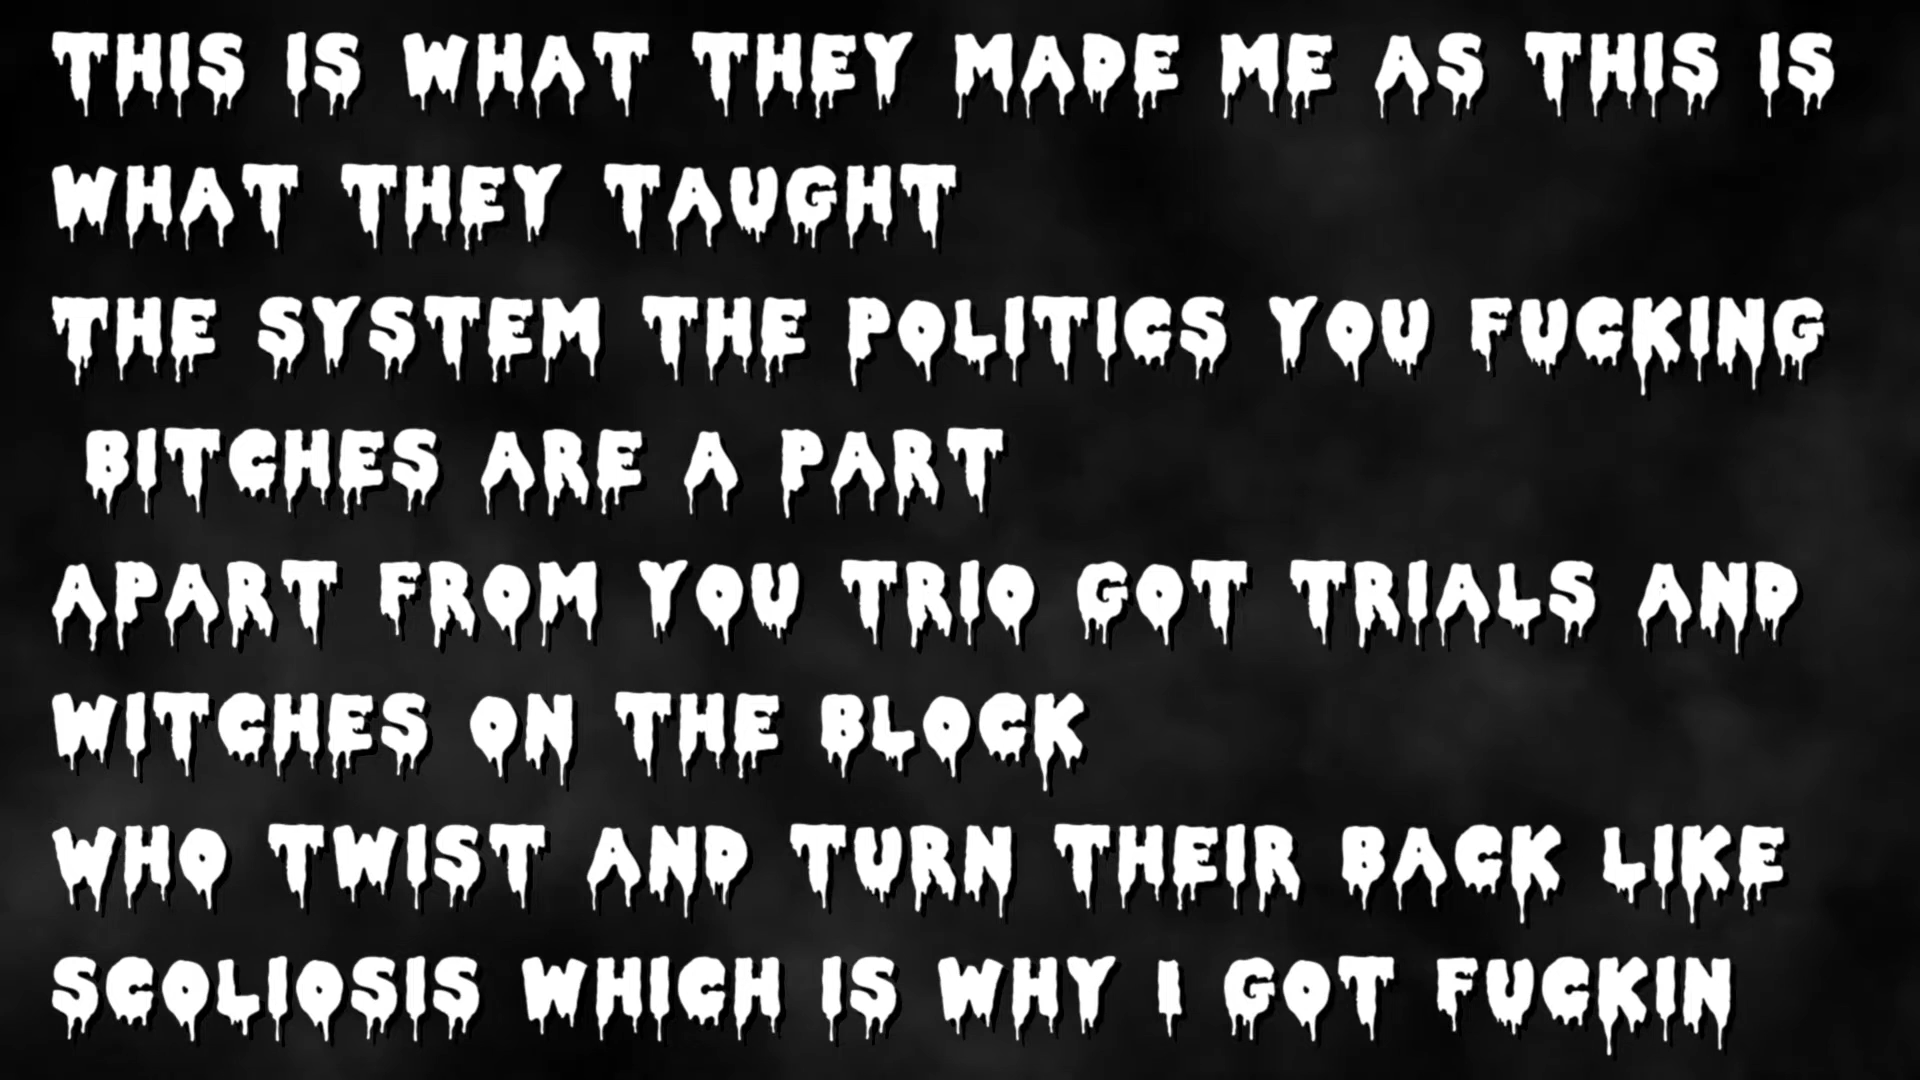 THIS IS WHAT THEY MADE ME AS THIS IS
WHAT THEY TAUGHT
THE SYSTEM THE POLITICS YOU FUCKING
BITCHES ARE A PART
APART FROM YOU TRIO GOT TRIALS AND
WITCHES ON THE BLOCK
WHO TWIST AND TURN THEIR BACK LIKE
SCOLIOSIS WHICH IS WHY I GOT FUCKIN